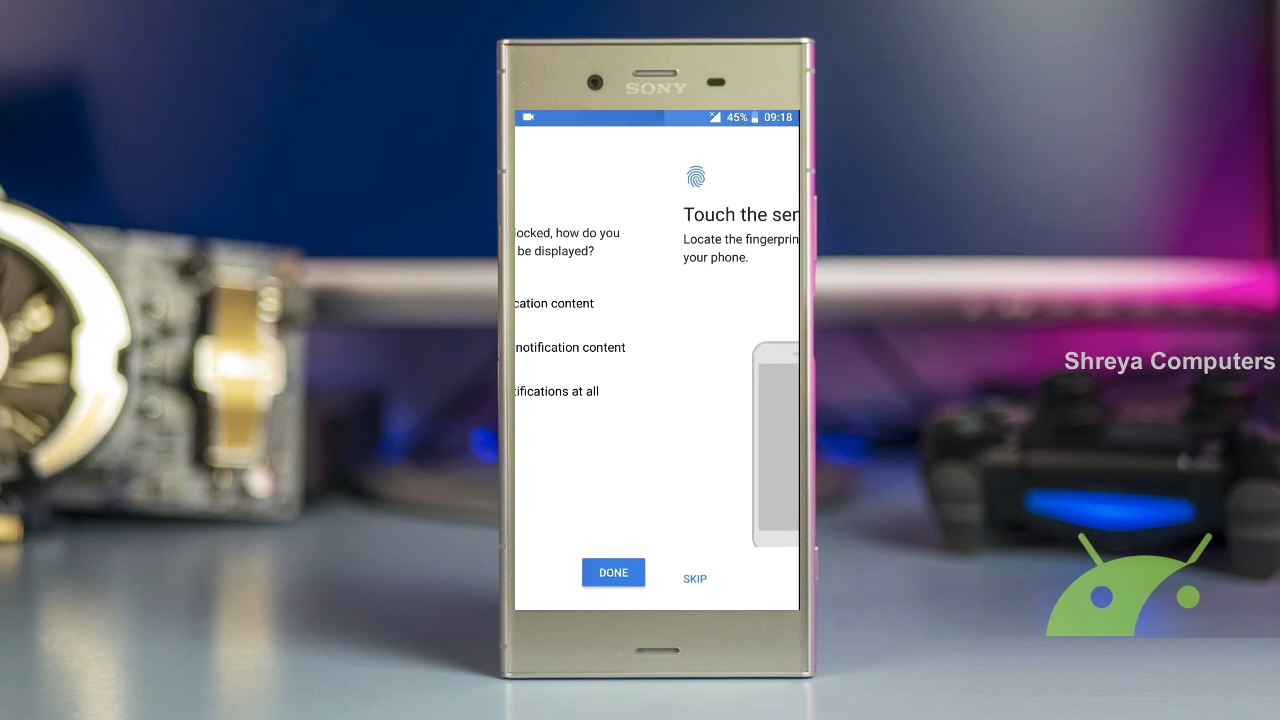 SONY
45% 09:18
Touch the ser
Locate the fingerprin
your phone.
ocked, how do you
be displayed?
cation content
notification content
ifications at all
DONE
SKIP
Shreya Computers